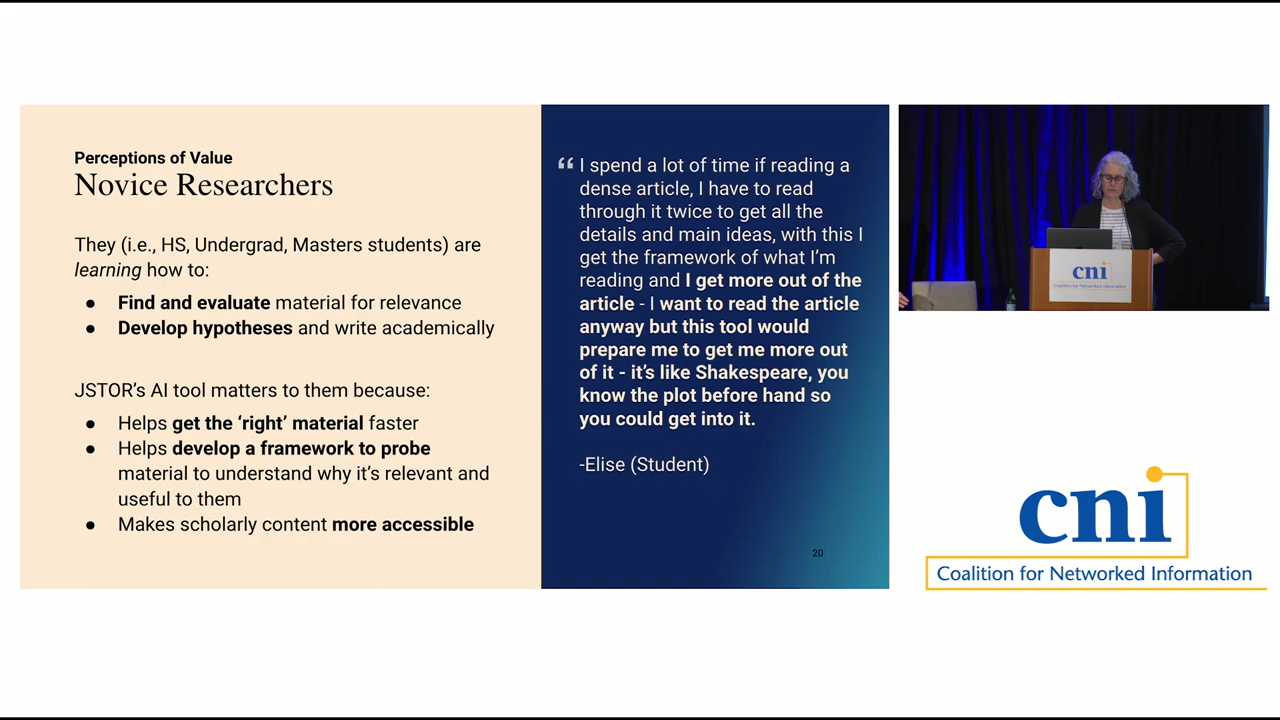 Perceptions of Value
Novice Researchers
They (i.e., HS, Undergrad, Masters students) are
learning how to:
● Find and evaluate material for relevance
● Develop hypotheses and write academically
JSTOR’s AI tool matters to them because:
● Helps get the ‘right’ material faster
● Helps develop a framework to probe
material to understand why it’s relevant and
useful to them
● Makes scholarly content more accessible
“ I spend a lot of time if reading a
dense article, I have to read
through it twice to get all the
details and main ideas, with this I
get the framework of what I’m
reading and I get more out of the
article - I want to read the article
anyway but this tool would
prepare me to get me more out
of it - it’s like Shakespeare, you
know the plot before hand so
you could get into it.
-Elise (Student)
20
cni
Coalition for Networked Information
cni
Coalition for Networked Information